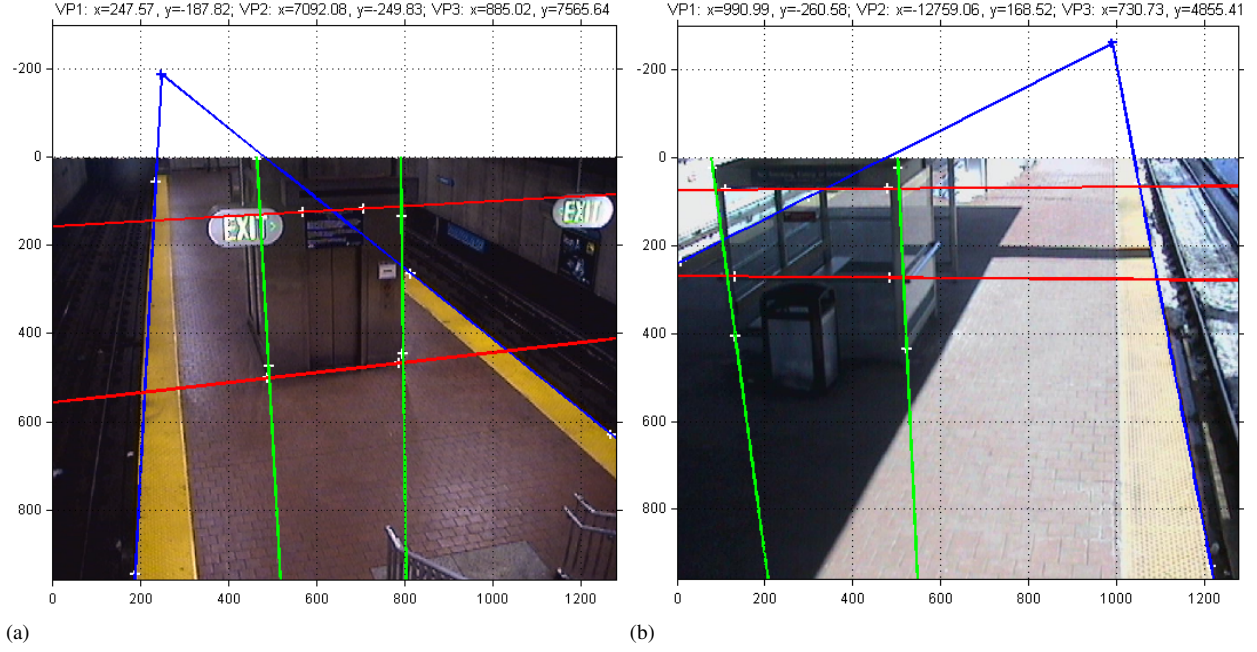 VP1: x=247.57, y=-187.82; VP2: x=7092.08, y=-249.83; VP3: x=885.02, y=7565.64
-200
0
200
400
600
800
0 200 400 600 800 1000 1200
EXIT
EXIT
(a)
VP1: x=990.99, y=-260.58; VP2: x=-12759.06, y=168.52; VP3: x=730.73, y=4855.41
-200
0
200
400
600
800
0 200 400 600 800 1000 1200
(b)